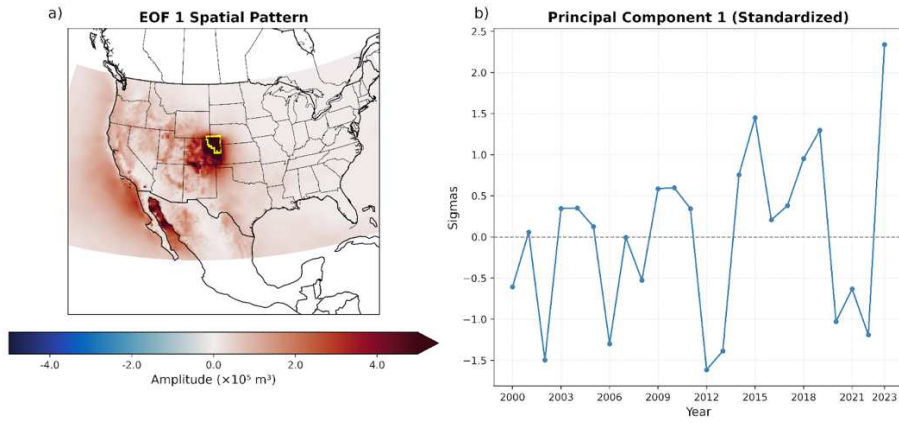 a)
EOF 1 Spatial Pattern
-4.0 -2.0 0.0 2.0 4.0
Amplitude (×10⁵ m³)
b)
Principal Component 1 (Standardized)
2.5
2.0
1.5
1.0
0.5
0.0
−0.5
−1.0
−1.5
Sigmas
2000 2003 2006 2009 2012 2015 2018 2021 2023
Year